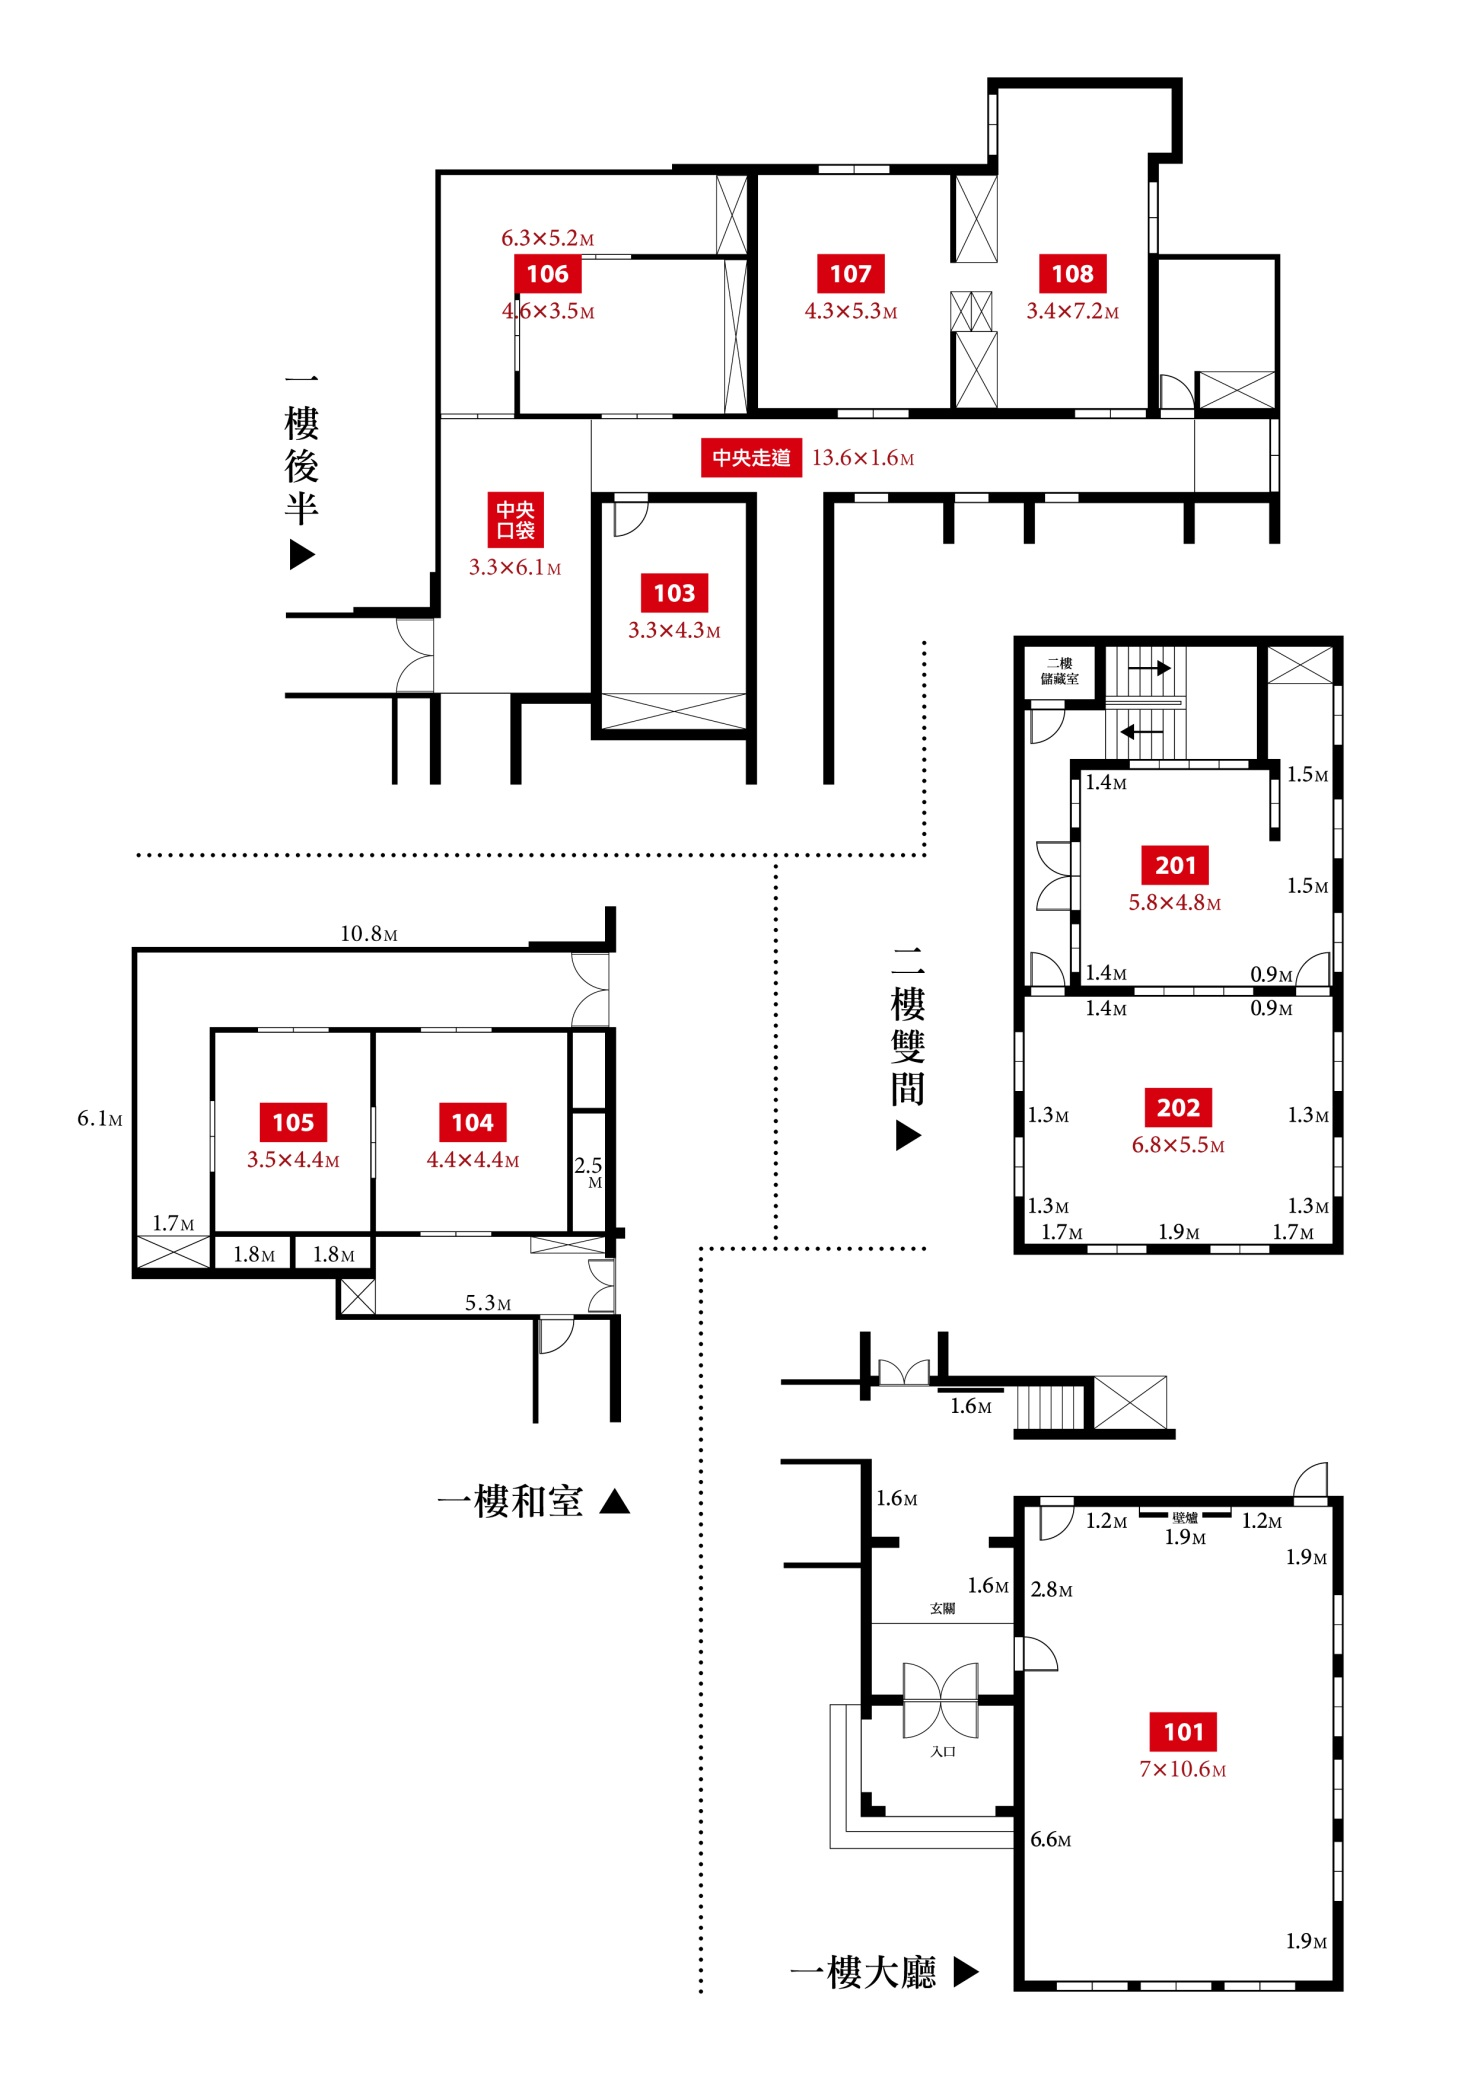 6.3×5.2M
106
4.6×3.5M
107
4.3×5.3M
108
3.4×7.2M
一樓後半
中央走道
13.6×1.6M
中央
口袋
3.3×6.1M
103
3.3×4.3M
二樓
儲藏室
1.4M
1.5M
201
5.8×4.8M
1.5M
1.4M
0.9M
1.4M
0.9M
二樓雙間
1.3M
202
6.8×5.5M
1.3M
1.3M
1.3M
1.7M
1.9M
1.7M
10.8M
6.1M
105
3.5×4.4M
104
4.4×4.4M
2.5
M
1.7M
1.8M
1.8M
5.3M
一樓和室
1.6M
1.6M
1.2M
壁爐
1.9M
1.2M
1.9M
1.6M
2.8M
玄關
101
7×10.6M
入口
6.6M
1.9M
一樓大廳